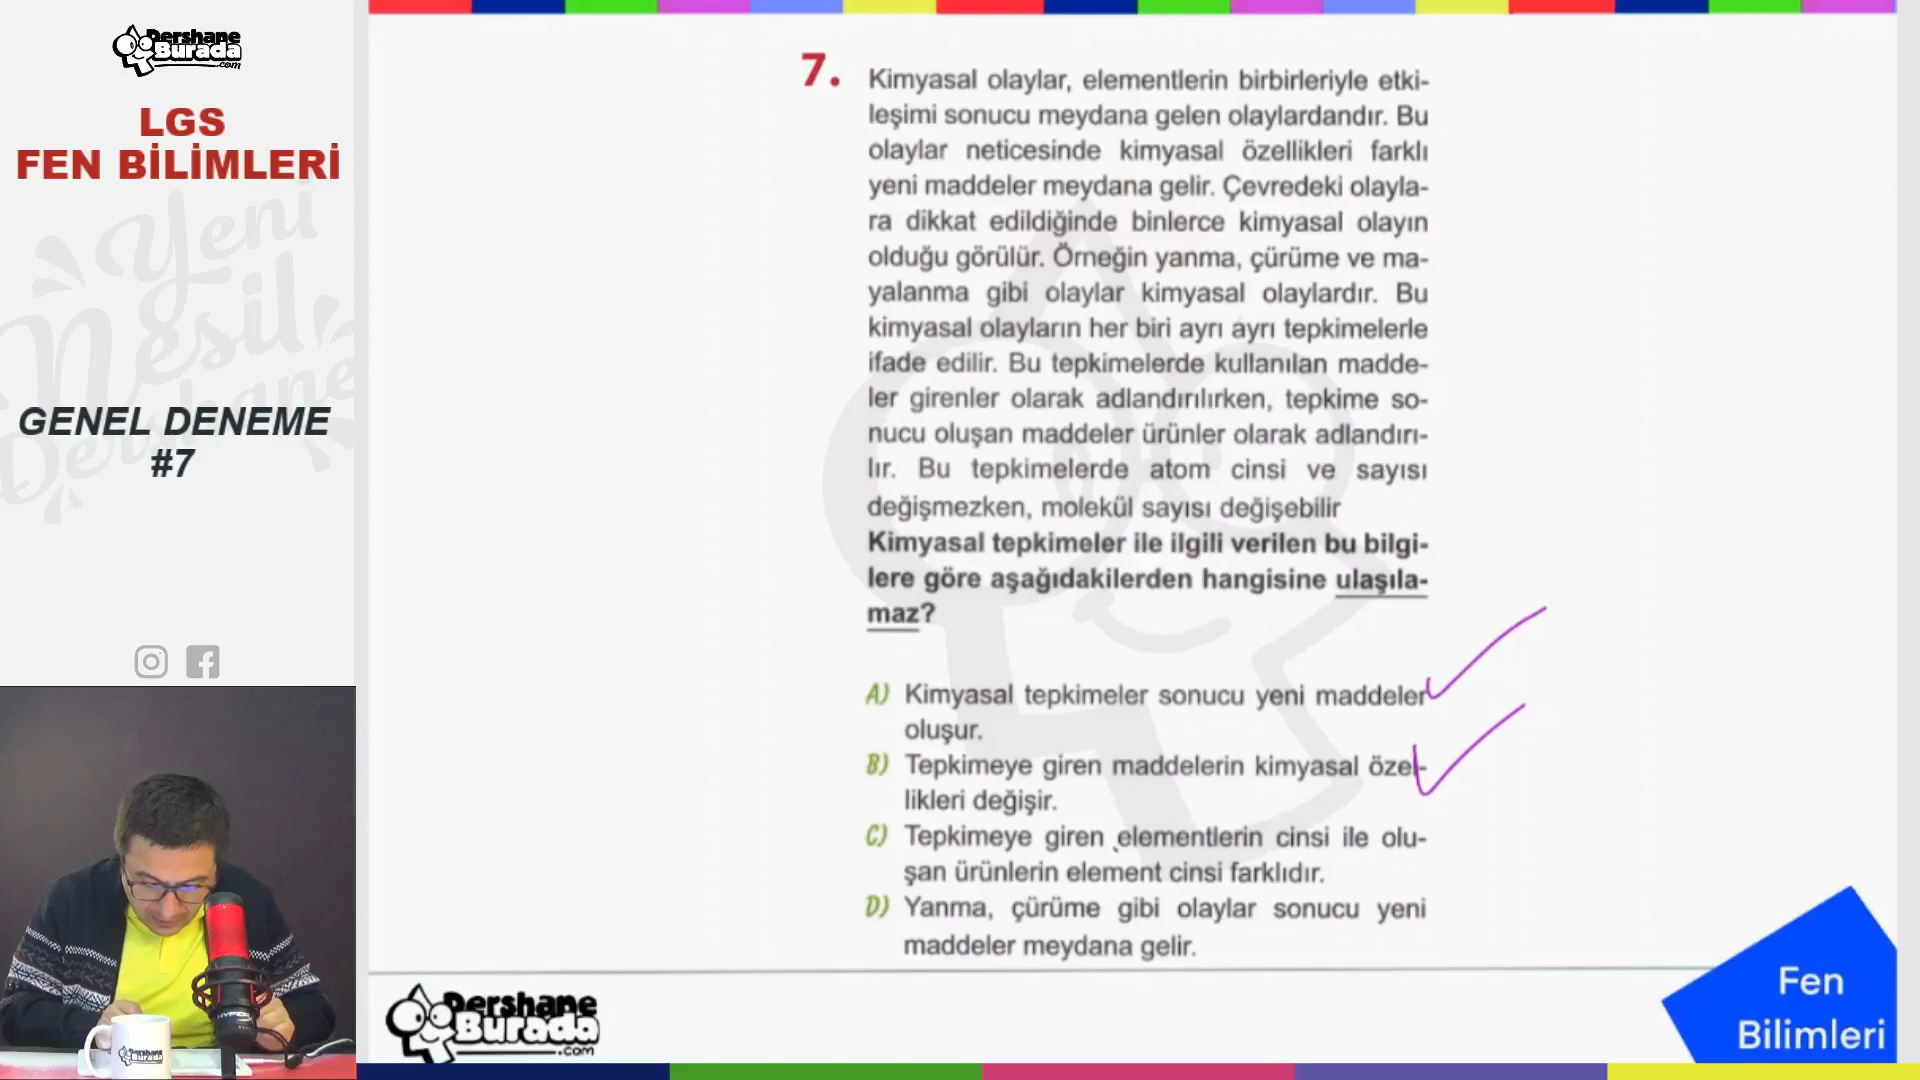 Dershane
Burada
.com
LGS
FEN BİLİMLERİ
Yeni
Nesil
Dershane
GENEL DENEME
#7
7.
Kimyasal olaylar, elementlerin birbirleriyle etki-
leşimi sonucu meydana gelen olaylardandır. Bu
olaylar neticesinde kimyasal özellikleri farklı
yeni maddeler meydana gelir. Çevredeki olayla-
ra dikkat edildiğinde binlerce kimyasal olayın
olduğu görülür. Örneğin yanma, çürüme ve ma-
yalanma gibi olaylar kimyasal olaylardır. Bu
kimyasal olayların her biri ayrı ayrı tepkimelerle
ifade edilir. Bu tepkimelerde kullanılan madde-
ler girenler olarak adlandırılırken, tepkime so-
nucu oluşan maddeler ürünler olarak adlandırı-
lır. Bu tepkimelerde atom cinsi ve sayısı
değişmezken, molekül sayısı değişebilir
Kimyasal tepkimeler ile ilgili verilen bu bilgi-
lere göre aşağıdakilerden hangisine ulaşıla-
maz?
A) Kimyasal tepkimeler sonucu yeni maddeler
oluşur.
B) Tepkimeye giren maddelerin kimyasal özel-
likleri değişir.
C) Tepkimeye giren elementlerin cinsi ile olu-
şan ürünlerin element cinsi farklıdır.
D) Yanma, çürüme gibi olaylar sonucu yeni
maddeler meydana gelir.
HYPERX
Dershane
Burada
Dershane
Burada
.com
Fen
Bilimleri